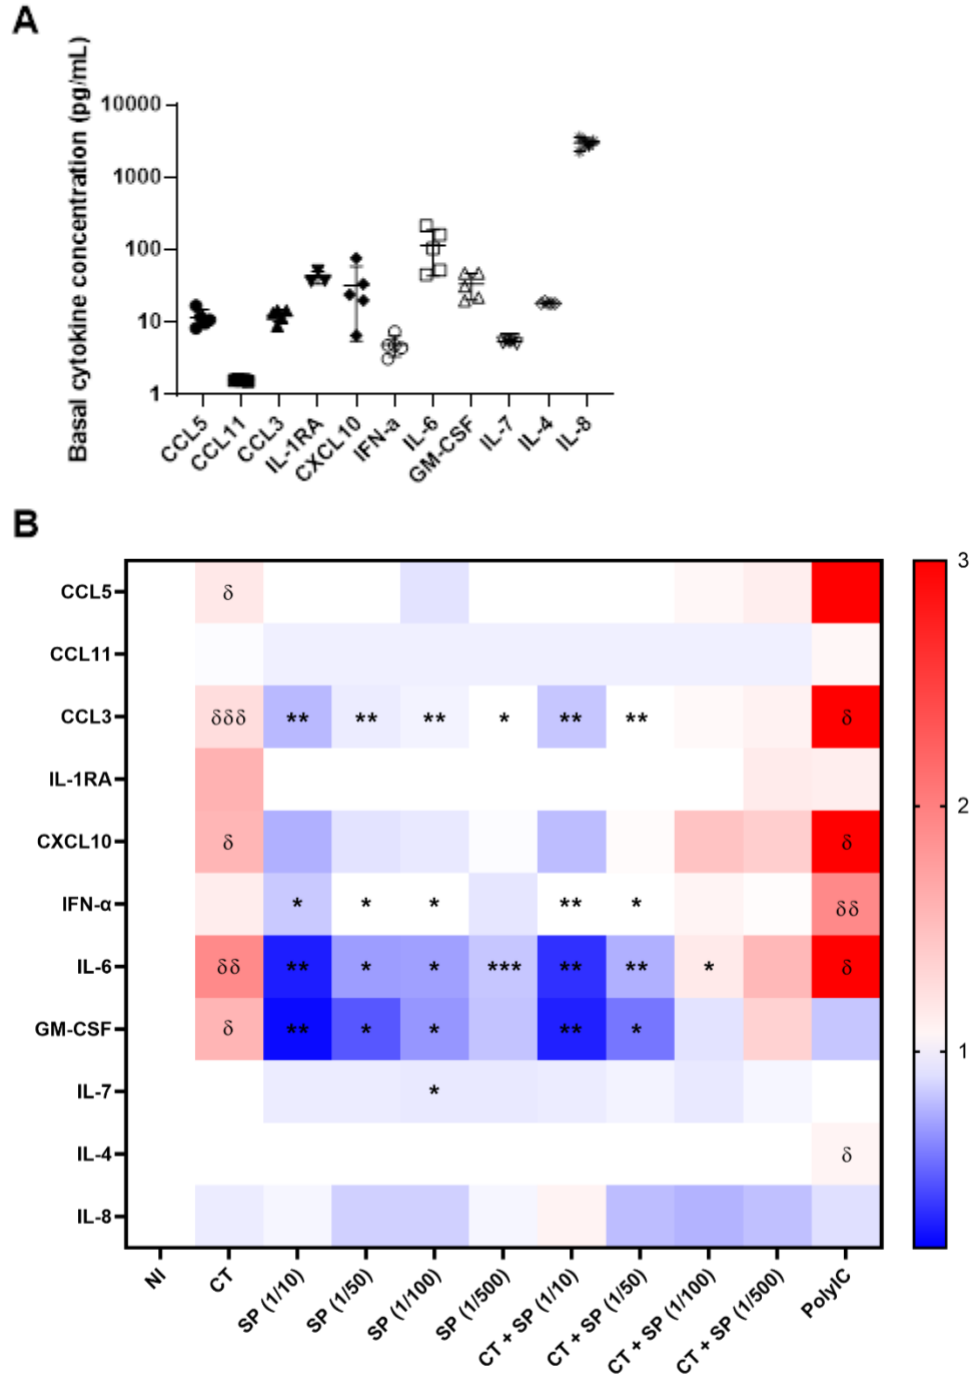 A
Basal cytokine concentration (pg/mL)
10000
1000
100
10
1
CCL5 CCL11 CCL3 IL-1RA CXCL10 IFN-a IL-6 GM-CSF IL-7 IL-4 IL-8
B
CCL5 δ
CCL11
CCL3 δδδ ** ** ** * ** ** δ
IL-1RA
CXCL10 δ δ
IFN-α * * * ** * δδ
IL-6 δδ ** * * *** ** ** * δ
GM-CSF δ ** * * ** *
IL-7 *
IL-4 δ
IL-8
NI CT SP (1/10) SP (1/50) SP (1/100) SP (1/500) CT + SP (1/10) CT + SP (1/50) CT + SP (1/100) CT + SP (1/500) PolyIC
3
2
1